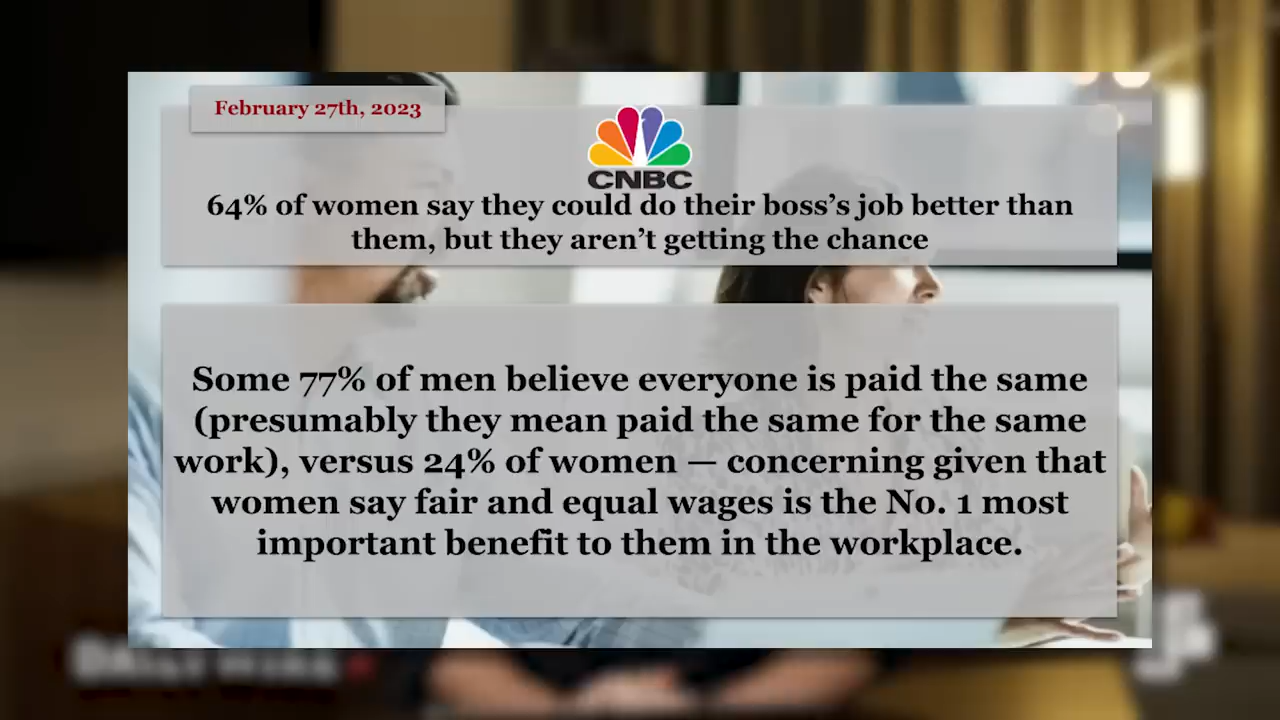 February 27th, 2023
CNBC
64% of women say they could do their boss’s job better than
them, but they aren’t getting the chance
Some 77% of men believe everyone is paid the same
(presumably they mean paid the same for the same
work), versus 24% of women — concerning given that
women say fair and equal wages is the No. 1 most
important benefit to them in the workplace.